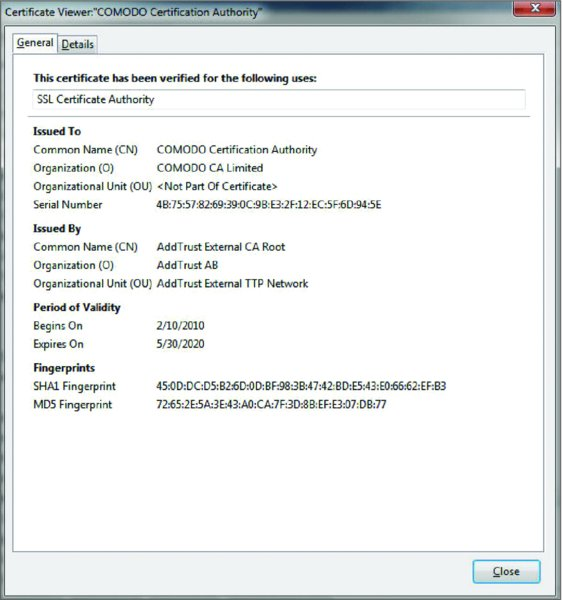 Certificate Viewer:"COMODO Certification Authority"
General Details
This certificate has been verified for the following uses:
SSL Certificate Authority
Issued To
Common Name (CN) COMODO Certification Authority
Organization (O) COMODO CA Limited
Organizational Unit (OU) <Not Part Of Certificate>
Serial Number 4B:75:57:82:69:39:0C:9B:E3:2F:12:EC:5F:6D:94:5E
Issued By
Common Name (CN) AddTrust External CA Root
Organization (O) AddTrust AB
Organizational Unit (OU) AddTrust External TTP Network
Period of Validity
Begins On 2/10/2010
Expires On 5/30/2020
Fingerprints
SHA1 Fingerprint 45:0D:DC:D5:B2:6D:0D:BF:98:3B:47:42:BD:E5:43:E0:66:62:EF:B3
MD5 Fingerprint 72:65:2E:5A:3E:43:A0:CA:7F:3D:8B:EF:E3:07:DB:77
Close